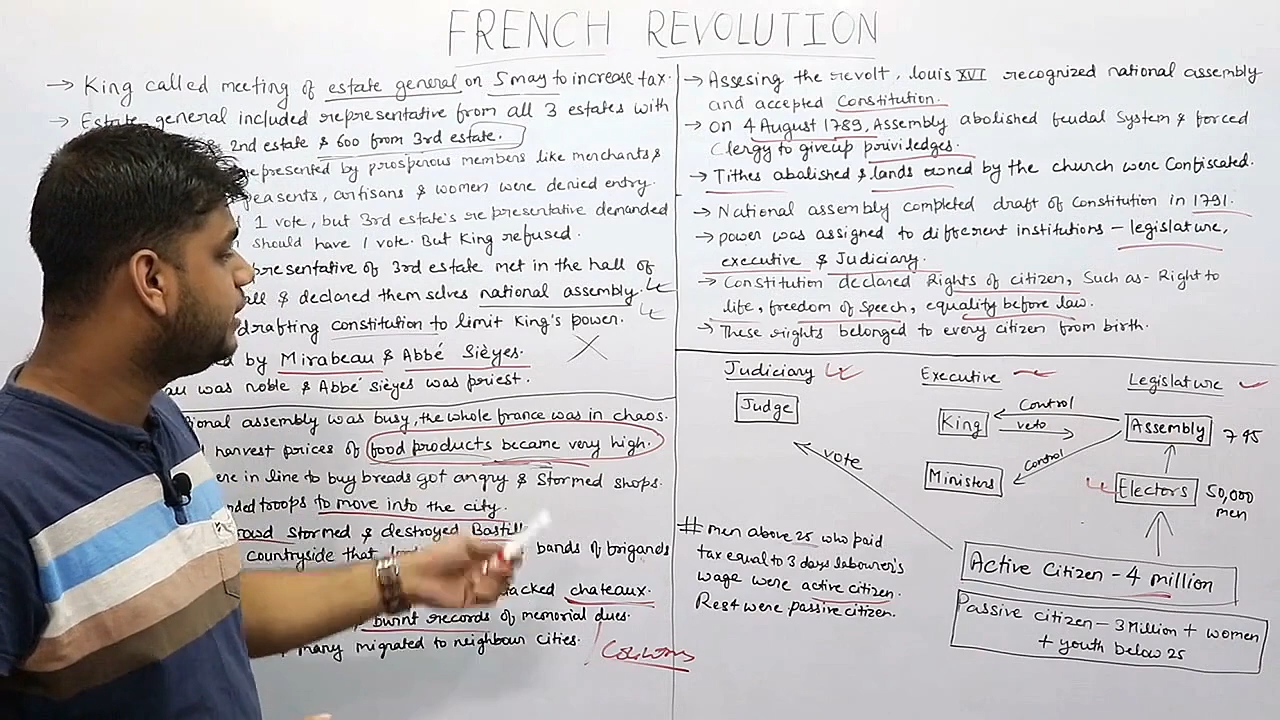 FRENCH REVOLUTION
→ King called meeting of estate general on 5 may to increase tax.
→ Estate general included representative from all 3 estates with
2nd estate & 600 from 3rd estate.
represented by prosperous members like merchants &
peasents, artisans & women were denied entry.
1 vote, but 3rd estate's representative demanded
should have 1 vote. But King refused.
representative of 3rd estate met in the hall of
& declared themselves national assembly.
drafting constitution to limit King's power.
by Mirabeau & Abbé Sièyes.
was noble & Abbé sièyes was priest.
assembly was busy, the whole france was in chaos.
harvest prices of food products became very high.
in line to buy breads got angry & stormed shops.
troops to move into the city.
stormed & destroyed
countryside that bands of brigands
chateaux.
burnt records of memorial dues.
many migrated to neighbour cities.
→ Assesing the revolt, louis XVI recognized national assembly
and accepted Constitution.
→ On 4 August 1789, Assembly abolished feudal system & forced
Clergy to giveup priviledges.
→ Tithes abolished & lands owned by the church were Confiscated.
→ National assembly completed draft of Constitution in 1791.
→ power was assigned to different institutions – legislature,
executive & Judiciary.
→ Constitution declared Rights of citizen, Such as- Right to
life, freedom of speech, equality before law.
→ These rights belonged to every citizen from birth.
Judiciary Executive Legislature
Judge King Control veto Assembly 745
Ministers control
vote Electors 50,000 men
# men above 25 who paid
tax equal to 3 days labourer's
wage were active citizen.
Rest were passive citizen.
Active Citizen - 4 million
Passive citizen – 3 Million + women
+ youth below 25